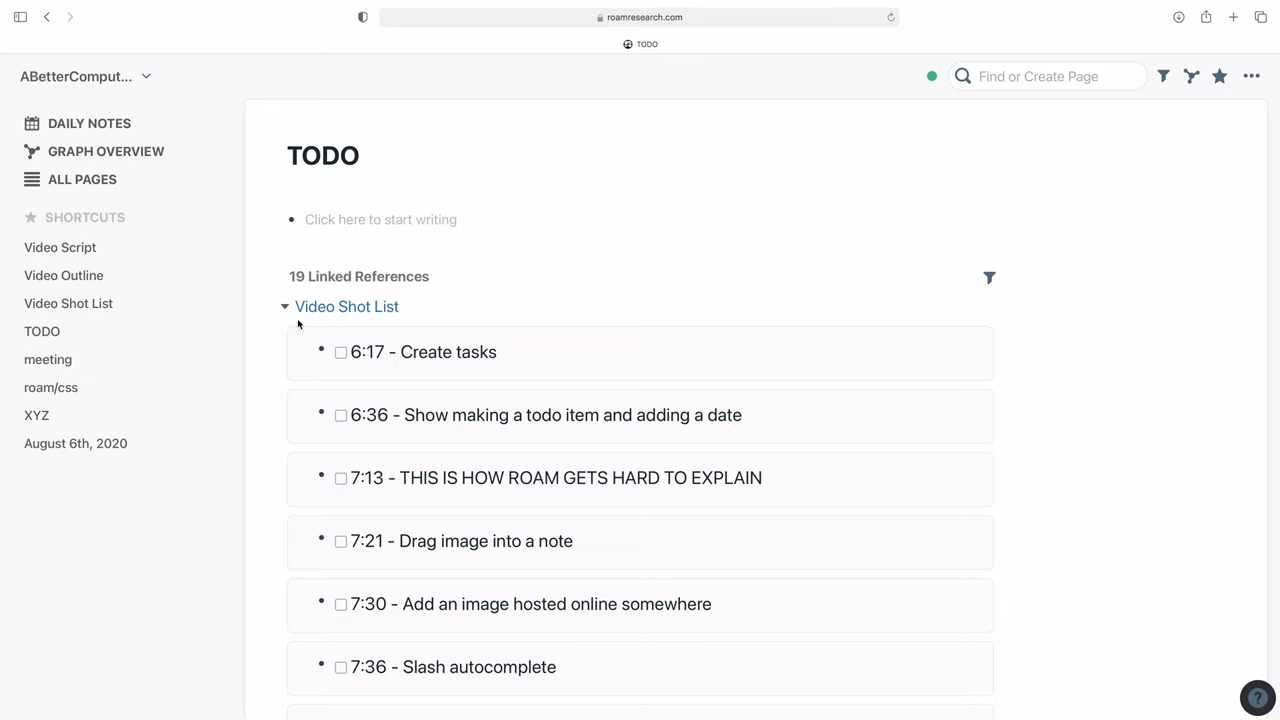 roamresearch.com
TODO
ABetterComput...
Find or Create Page
DAILY NOTES
GRAPH OVERVIEW
ALL PAGES
SHORTCUTS
Video Script
Video Outline
Video Shot List
TODO
meeting
roam/css
XYZ
August 6th, 2020
TODO
Click here to start writing
19 Linked References
Video Shot List
6:17 - Create tasks
6:36 - Show making a todo item and adding a date
7:13 - THIS IS HOW ROAM GETS HARD TO EXPLAIN
7:21 - Drag image into a note
7:30 - Add an image hosted online somewhere
7:36 - Slash autocomplete
?